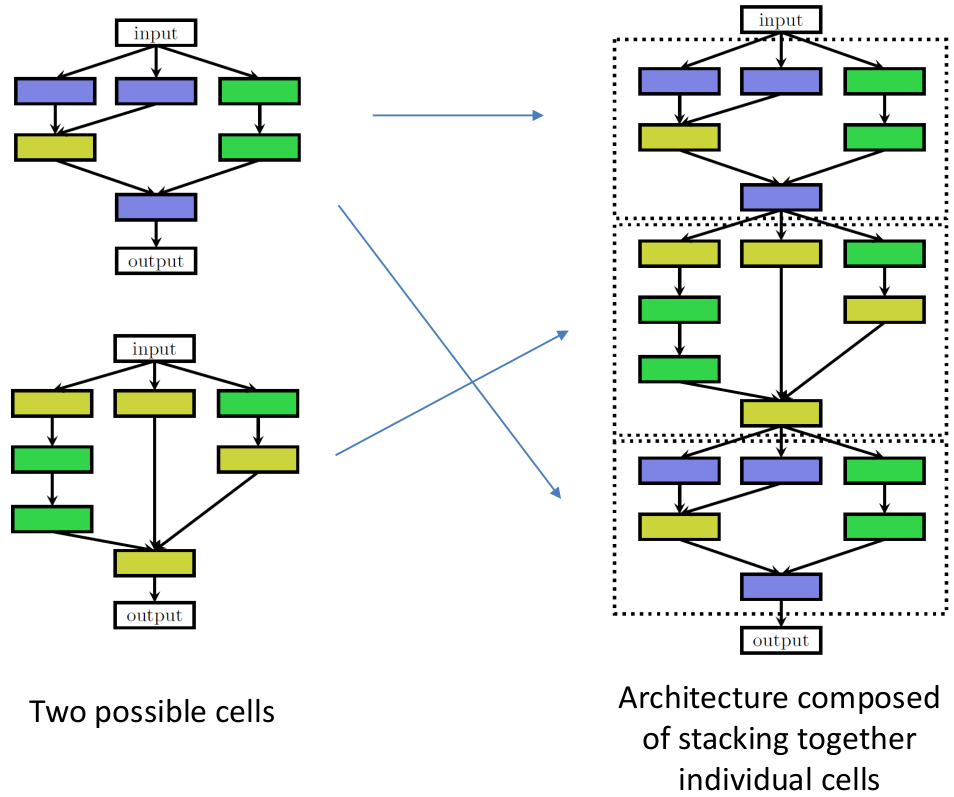 input
output
input
output
Two possible cells
input
output
Architecture composed
of stacking together
individual cells